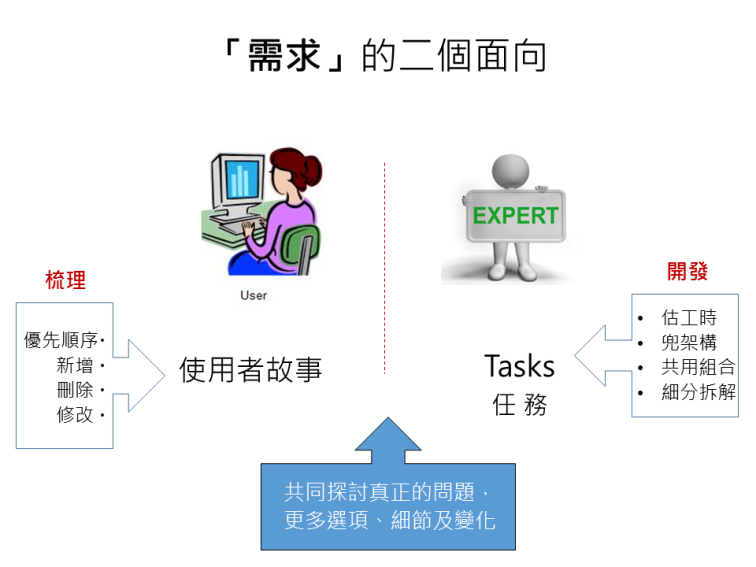 「需求」的二個面向
EXPERT
User
梳理
優先順序•
新增•
刪除•
修改•
使用者故事
Tasks
任務
開發
• 估工時
• 兜架構
• 共用組合
• 細分拆解
共同探討真正的問題，
更多選項、細節及變化